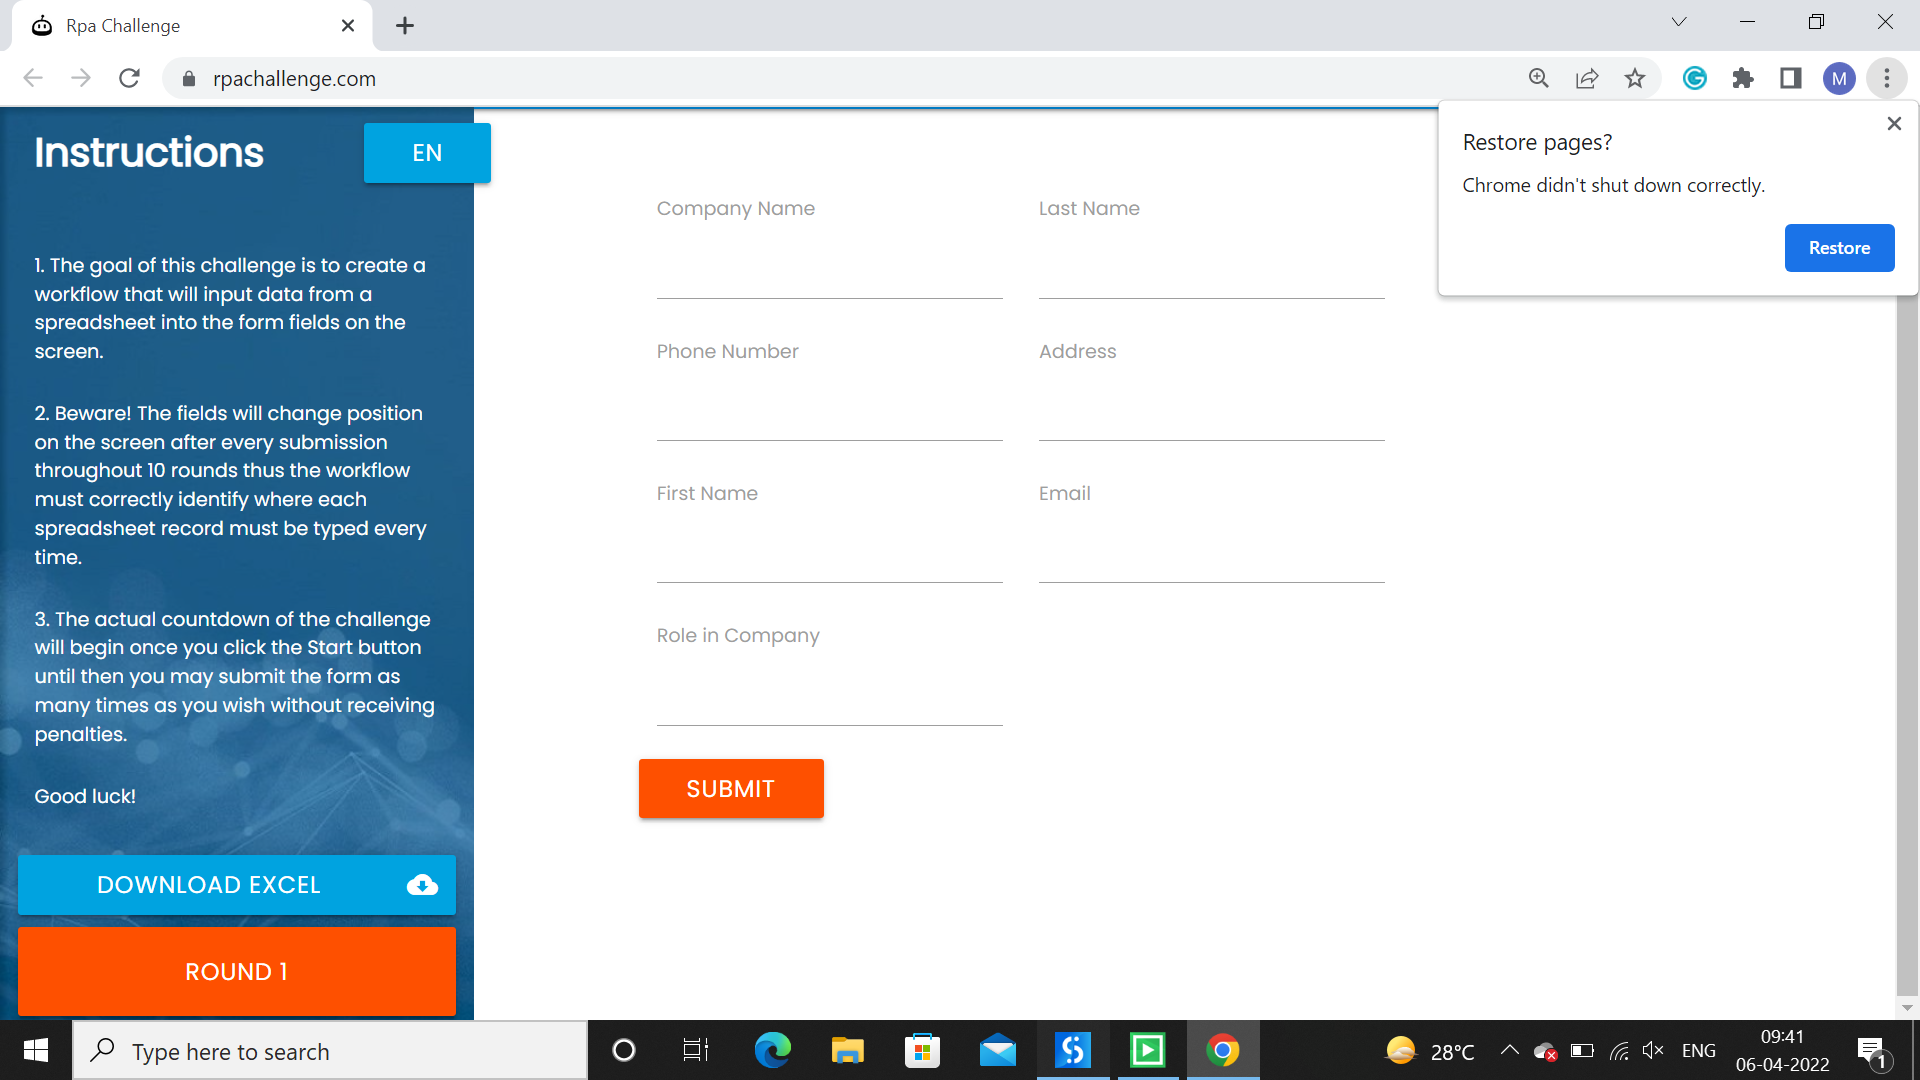 Rpa Challenge
rpachallenge.com
M
Restore pages?
Chrome didn't shut down correctly.
Restore
Instructions
EN
1. The goal of this challenge is to create a
workflow that will input data from a
spreadsheet into the form fields on the
screen.
2. Beware! The fields will change position
on the screen after every submission
throughout 10 rounds thus the workflow
must correctly identify where each
spreadsheet record must be typed every
time.
3. The actual countdown of the challenge
will begin once you click the Start button
until then you may submit the form as
many times as you wish without receiving
penalties.
Good luck!
DOWNLOAD EXCEL
ROUND 1
Company Name
Last Name
Phone Number
Address
First Name
Email
Role in Company
SUBMIT
Type here to search
28°C
ENG
09:41
06-04-2022
1